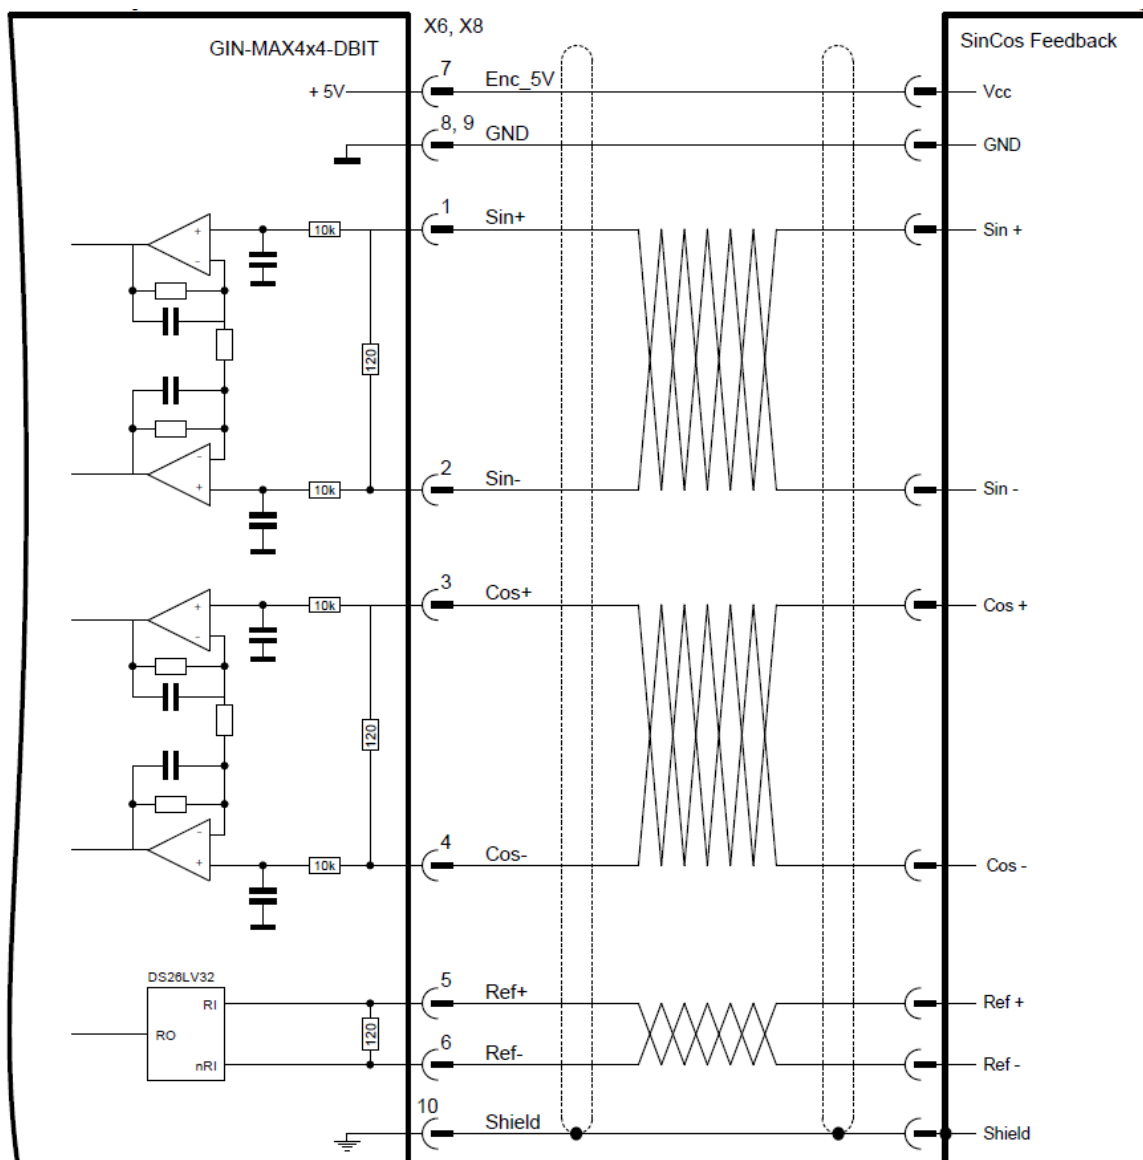 X6, X8
GIN-MAX4x4-DBIT
SinCos Feedback
+ 5V
7
Enc_5V
Vcc
8, 9
GND
GND
1
Sin+
Sin +
+
10k
-
120
-
+
10k
2
Sin-
Sin -
3
Cos+
Cos +
+
10k
-
120
-
+
10k
4
Cos-
Cos -
DS26LV32
RI
RO
nRI
120
5
Ref+
Ref +
6
Ref-
Ref -
10
Shield
Shield